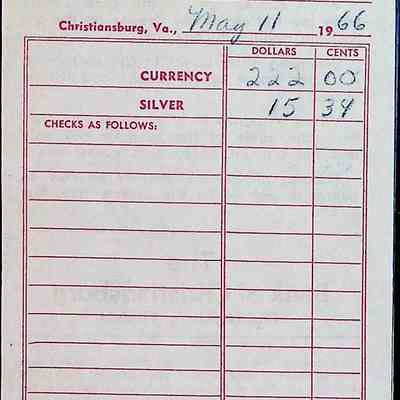 Christiansburg, Va., May 11 1966
DOLLARS CENTS
CURRENCY 222 00
SILVER 15 34
CHECKS AS FOLLOWS: